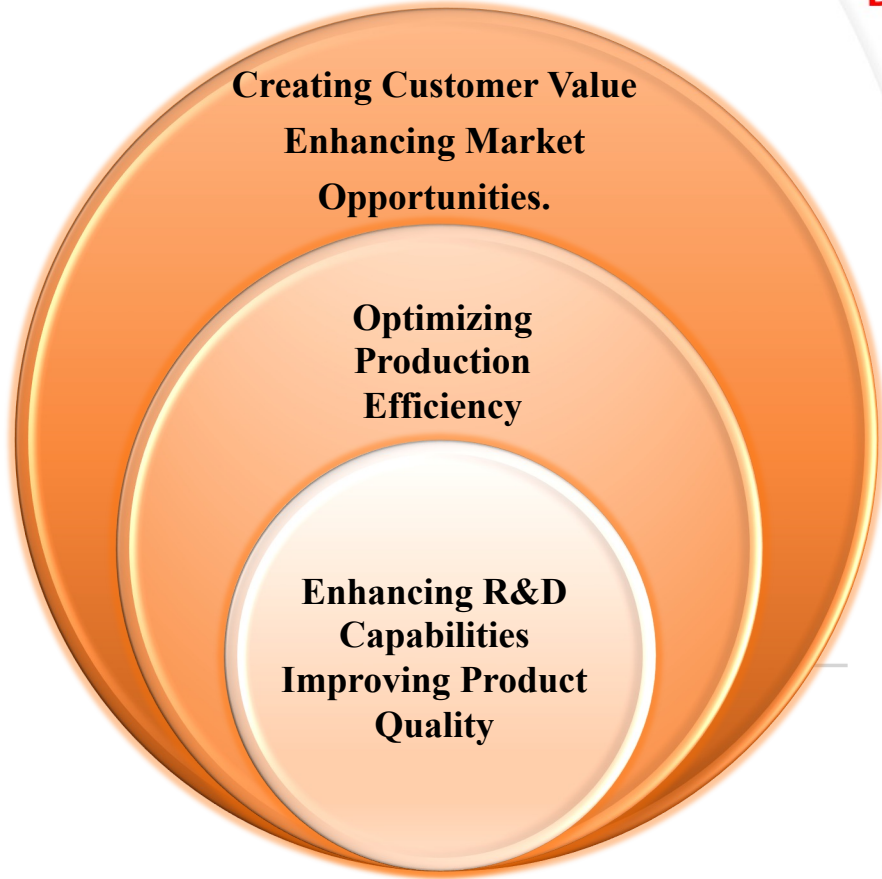 Creating Customer Value
Enhancing Market
Opportunities.
Optimizing
Production
Efficiency
Enhancing R&D
Capabilities
Improving Product
Quality